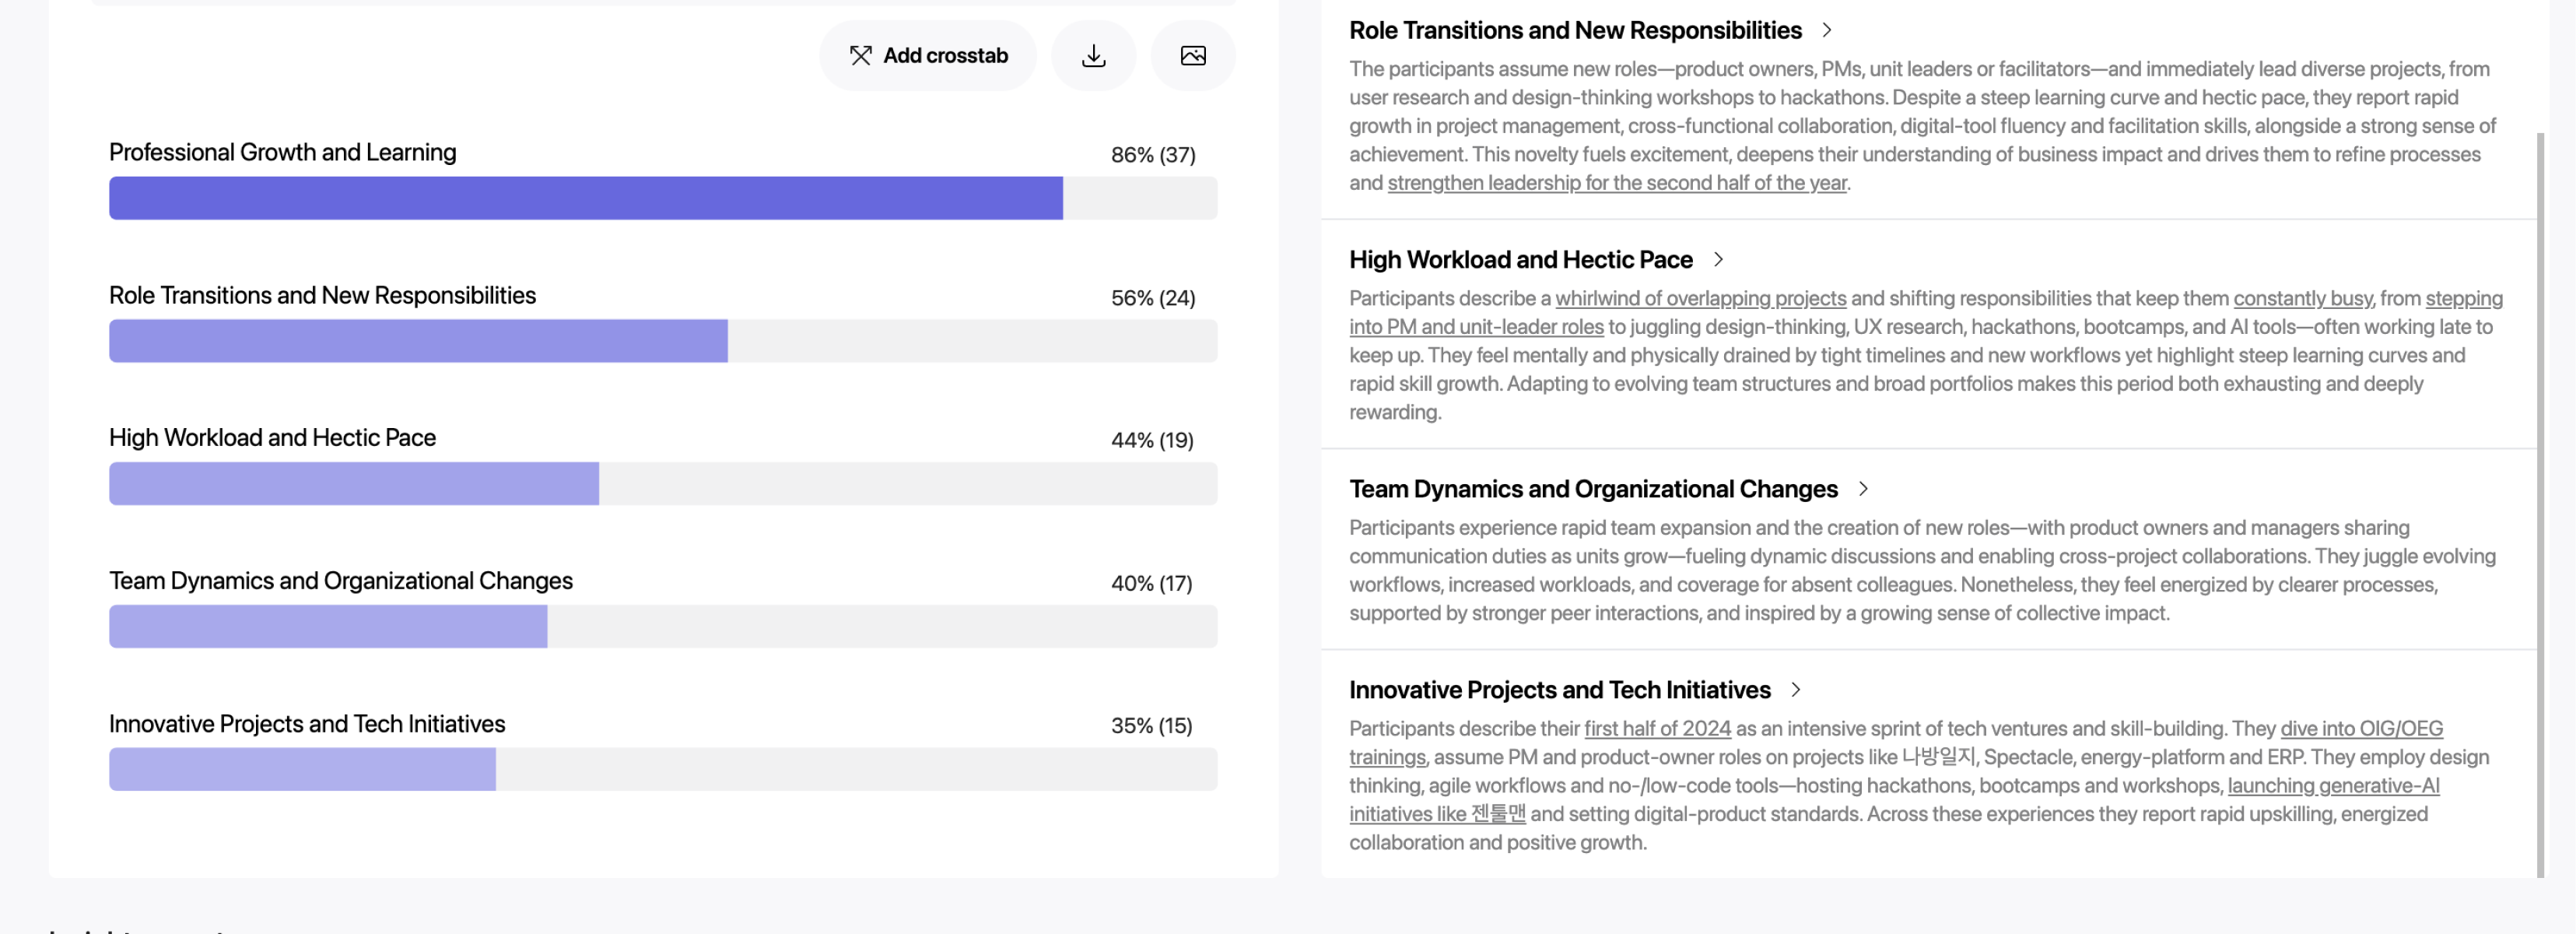 Add crosstab
Professional Growth and Learning
86% (37)
Role Transitions and New Responsibilities
56% (24)
High Workload and Hectic Pace
44% (19)
Team Dynamics and Organizational Changes
40% (17)
Innovative Projects and Tech Initiatives
35% (15)
Role Transitions and New Responsibilities
The participants assume new roles—product owners, PMs, unit leaders or facilitators—and immediately lead diverse projects, from
user research and design-thinking workshops to hackathons. Despite a steep learning curve and hectic pace, they report rapid
growth in project management, cross-functional collaboration, digital-tool fluency and facilitation skills, alongside a strong sense of
achievement. This novelty fuels excitement, deepens their understanding of business impact and drives them to refine processes
and strengthen leadership for the second half of the year.
High Workload and Hectic Pace
Participants describe a whirlwind of overlapping projects and shifting responsibilities that keep them constantly busy, from stepping
into PM and unit-leader roles to juggling design-thinking, UX research, hackathons, bootcamps, and AI tools—often working late to
keep up. They feel mentally and physically drained by tight timelines and new workflows yet highlight steep learning curves and
rapid skill growth. Adapting to evolving team structures and broad portfolios makes this period both exhausting and deeply
rewarding.
Team Dynamics and Organizational Changes
Participants experience rapid team expansion and the creation of new roles—with product owners and managers sharing
communication duties as units grow—fueling dynamic discussions and enabling cross-project collaborations. They juggle evolving
workflows, increased workloads, and coverage for absent colleagues. Nonetheless, they feel energized by clearer processes,
supported by stronger peer interactions, and inspired by a growing sense of collective impact.
Innovative Projects and Tech Initiatives
Participants describe their first half of 2024 as an intensive sprint of tech ventures and skill-building. They dive into OIG/OEG
trainings, assume PM and product-owner roles on projects like 나방일지, Spectacle, energy-platform and ERP. They employ design
thinking, agile workflows and no-/low-code tools—hosting hackathons, bootcamps and workshops, launching generative-AI
initiatives like 젠툴맨 and setting digital-product standards. Across these experiences they report rapid upskilling, energized
collaboration and positive growth.